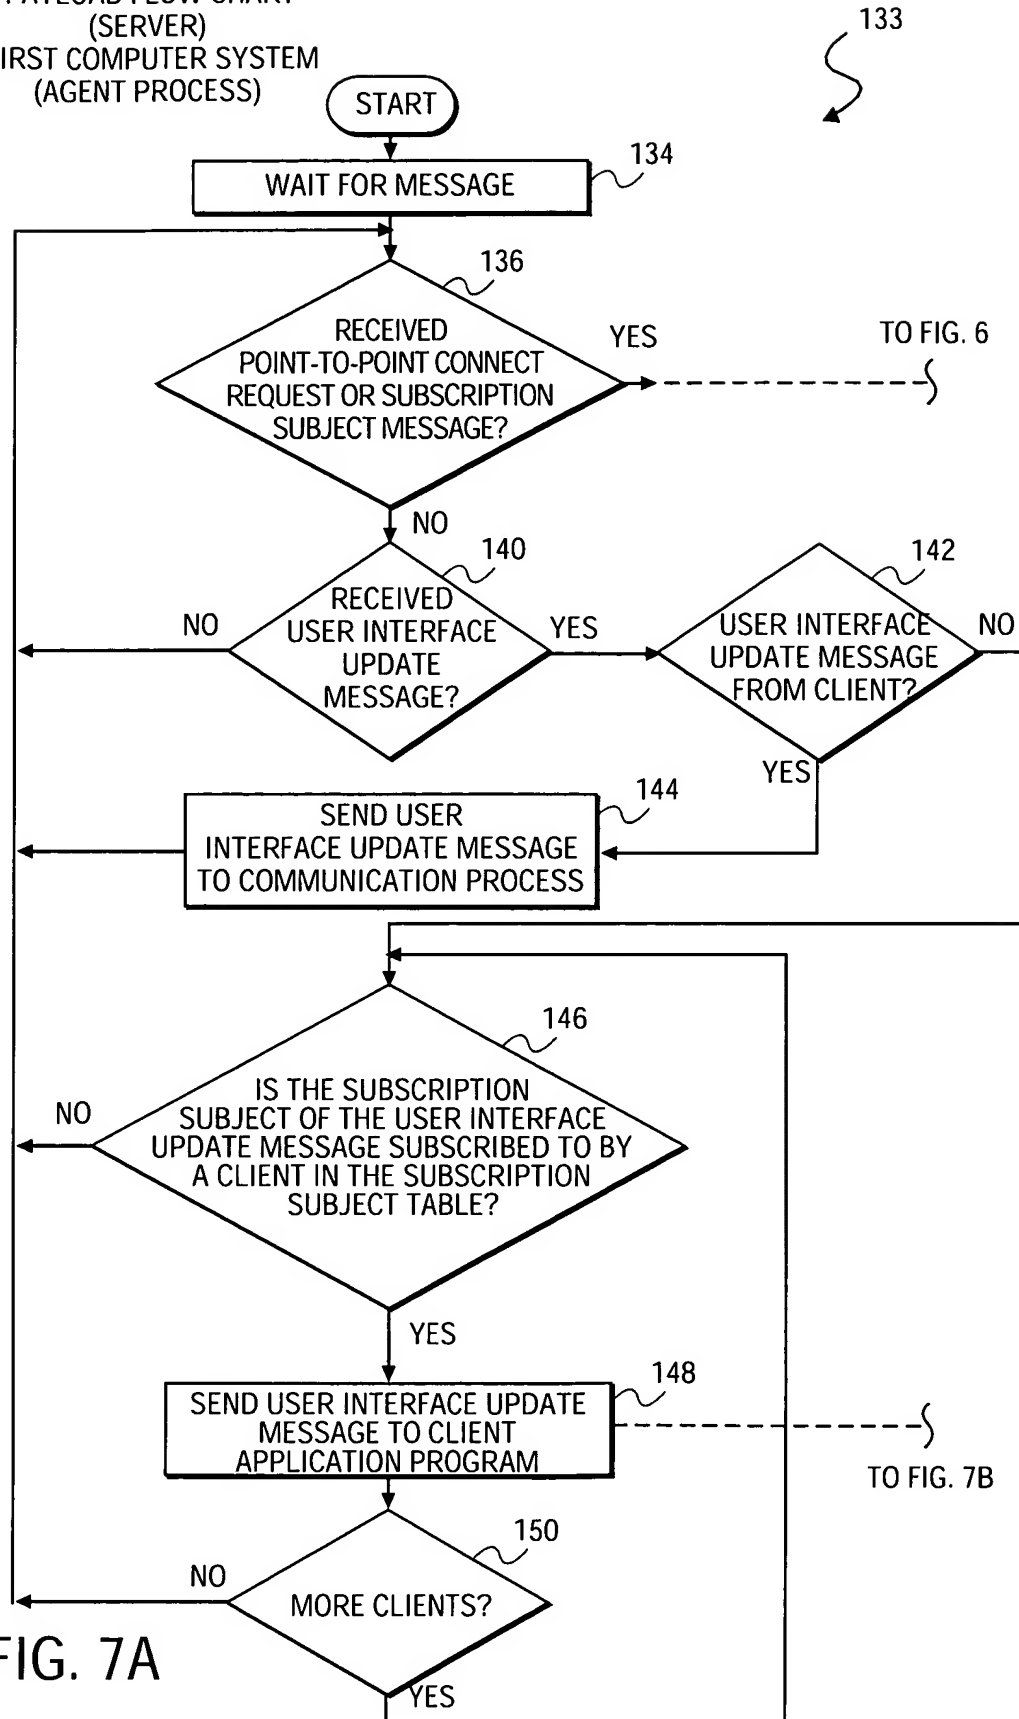 (SERVER)
IRST COMPUTER SYSTEM
(AGENT PROCESS)
133
START
WAIT FOR MESSAGE
134
136
RECEIVED
POINT-TO-POINT CONNECT
REQUEST OR SUBSCRIPTION
SUBJECT MESSAGE?
YES
TO FIG. 6
NO
140
RECEIVED
USER INTERFACE
UPDATE
MESSAGE?
NO
YES
142
USER INTERFACE
UPDATE MESSAGE
FROM CLIENT?
NO
YES
144
SEND USER
INTERFACE UPDATE MESSAGE
TO COMMUNICATION PROCESS
146
IS THE SUBSCRIPTION
SUBJECT OF THE USER INTERFACE
UPDATE MESSAGE SUBSCRIBED TO BY
A CLIENT IN THE SUBSCRIPTION
SUBJECT TABLE?
NO
YES
148
SEND USER INTERFACE UPDATE
MESSAGE TO CLIENT
APPLICATION PROGRAM
TO FIG. 7B
150
MORE CLIENTS?
NO
YES
FIG. 7A